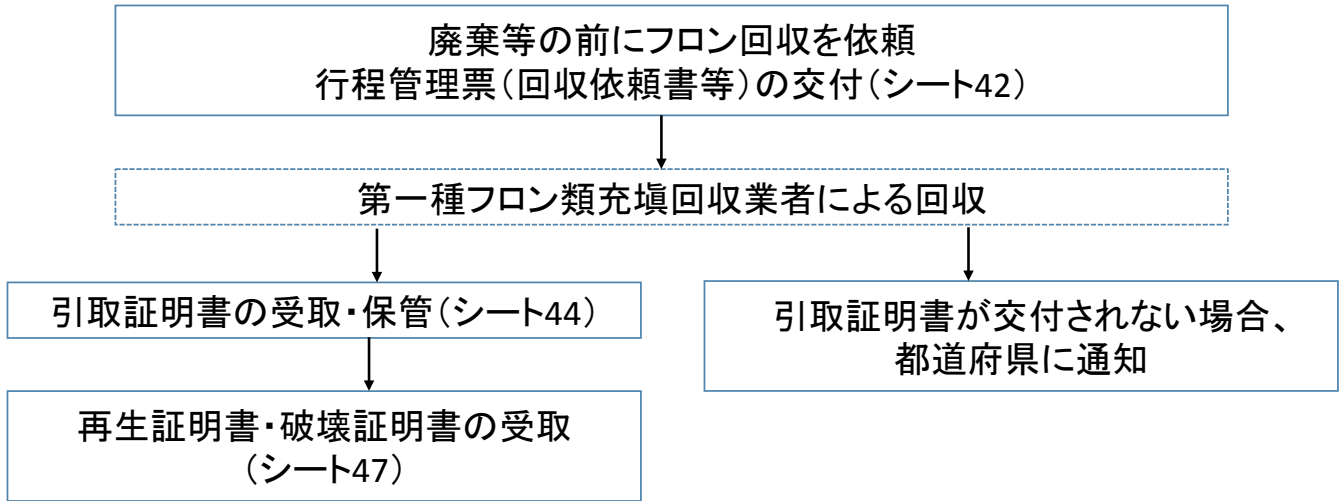 廃棄等の前にフロン回収を依頼
行程管理票（回収依頼書等）の交付（シート42）
第一種フロン類充塡回収業者による回収
引取証明書の受取・保管（シート44）
引取証明書が交付されない場合、
都道府県に通知
再生証明書・破壊証明書の受取
（シート47）